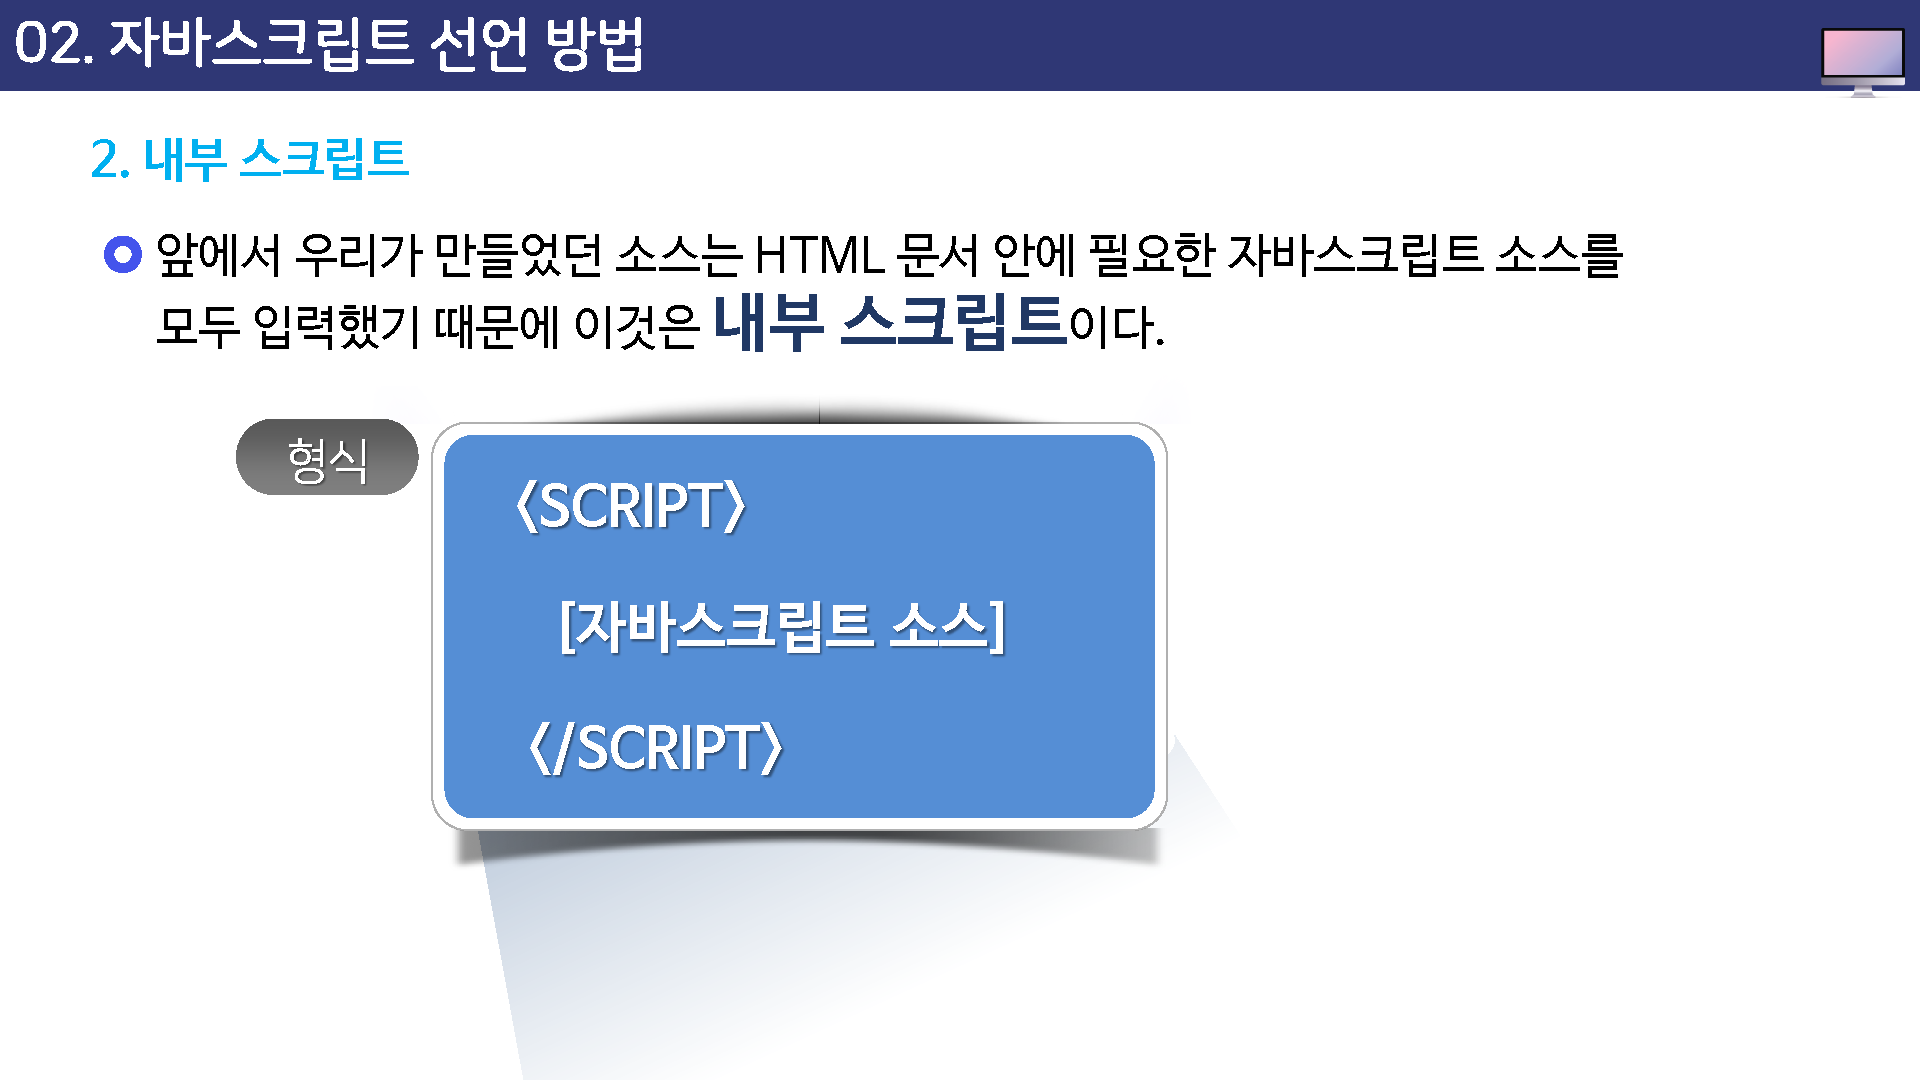 02. 자바스크립트 선언 방법
2. 내부 스크립트
앞에서 우리가 만들었던 소스는 HTML 문서 안에 필요한 자바스크립트 소스를
모두 입력했기 때문에 이것은 내부 스크립트이다.
형식
<SCRIPT>
[자바스크립트 소스]
</SCRIPT>